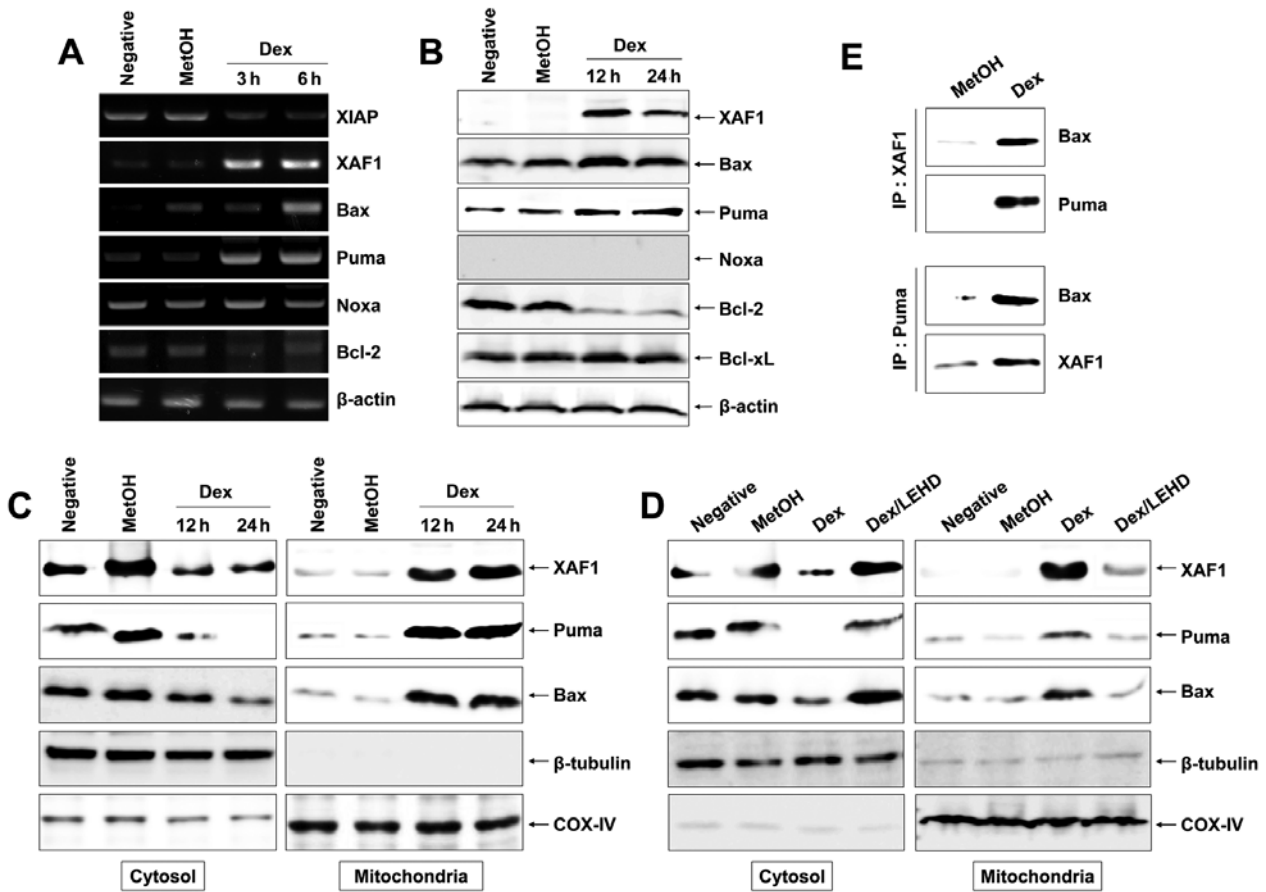 A
Negative
MetOH
Dex
3 h
6 h
XIAP
XAF1
Bax
Puma
Noxa
Bcl-2
β-actin
B
Negative
MetOH
Dex
12 h
24 h
XAF1
Bax
Puma
Noxa
Bcl-2
Bcl-xL
β-actin
E
MetOH
Dex
IP : XAF1
Bax
Puma
IP : Puma
Bax
XAF1
C
Negative
MetOH
Dex
12 h
24 h
Negative
MetOH
Dex
12 h
24 h
XAF1
Puma
Bax
β-tubulin
COX-IV
Cytosol
Mitochondria
D
Negative
MetOH
Dex
Dex/LEHD
Negative
MetOH
Dex
Dex/LEHD
XAF1
Puma
Bax
β-tubulin
COX-IV
Cytosol
Mitochondria